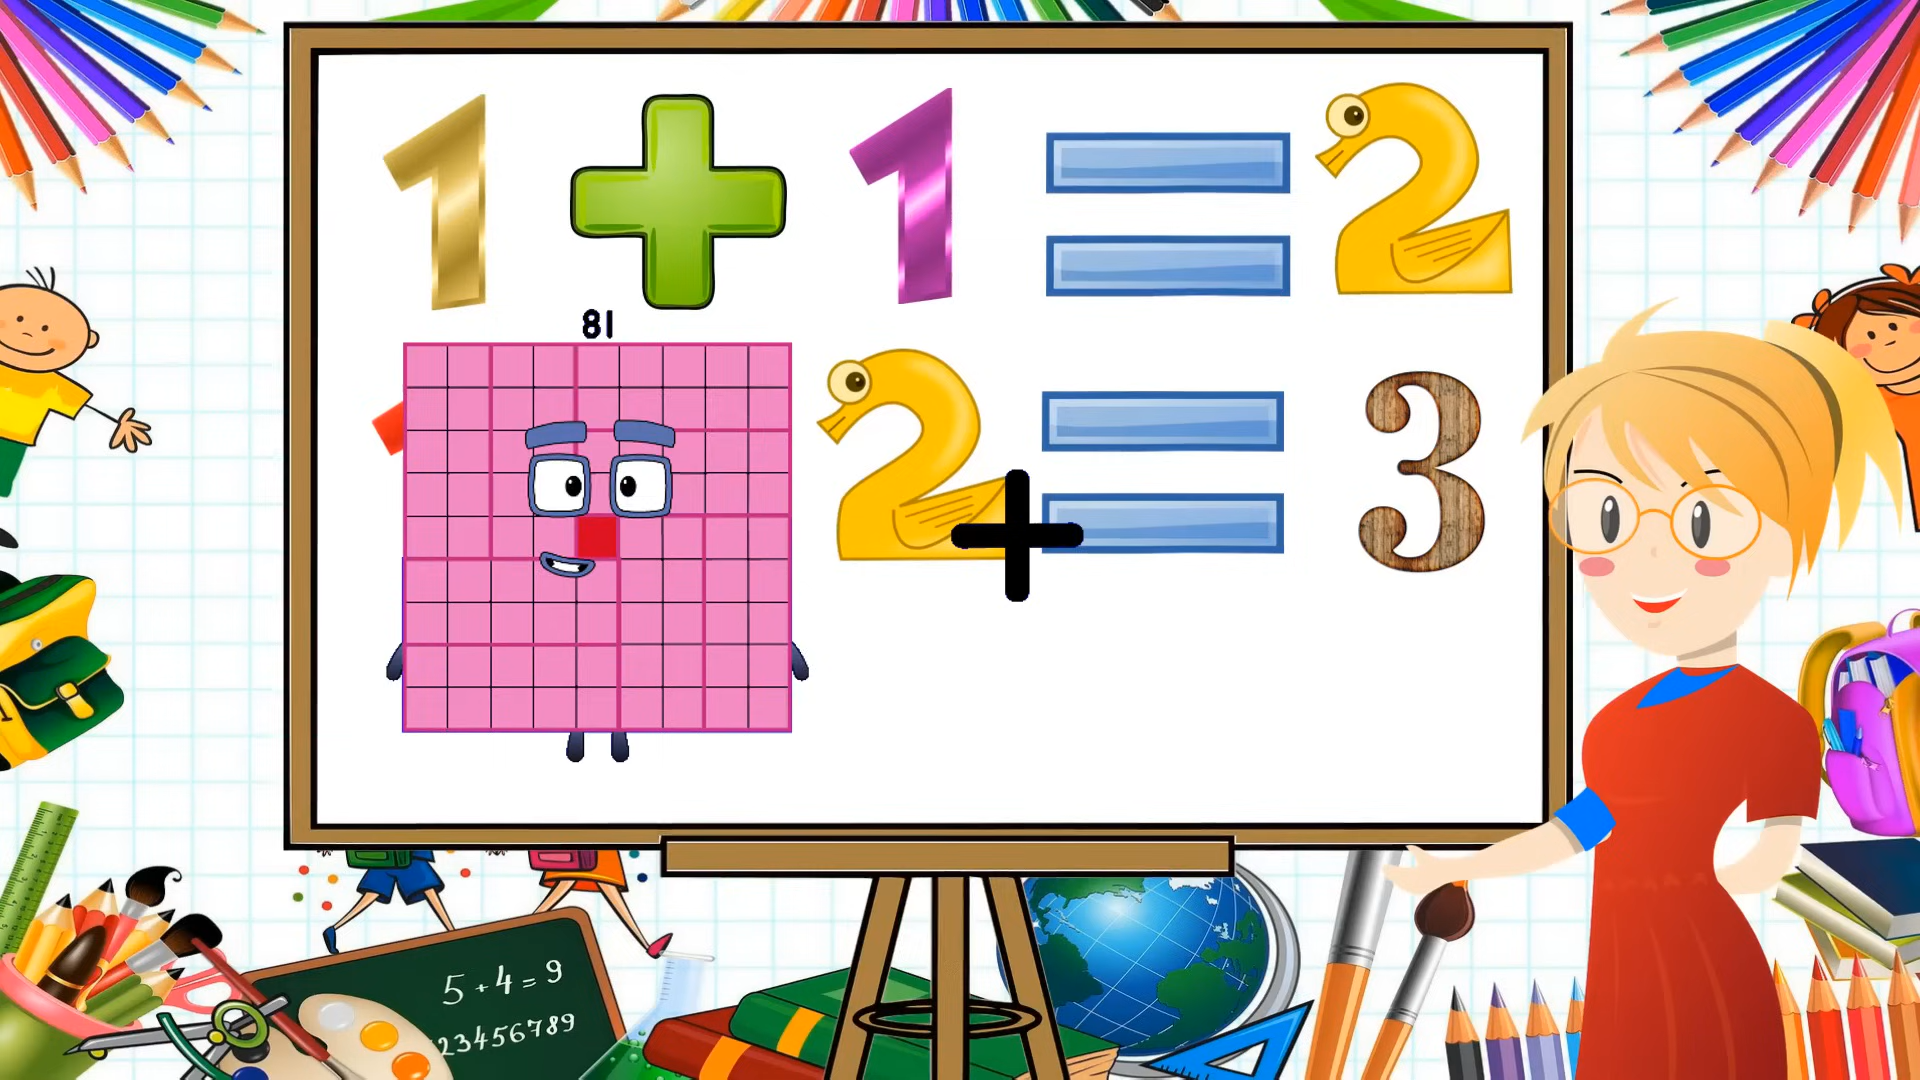 1 + 1 = 2
81
2 + = 3
5 + 4 = 9
23456789